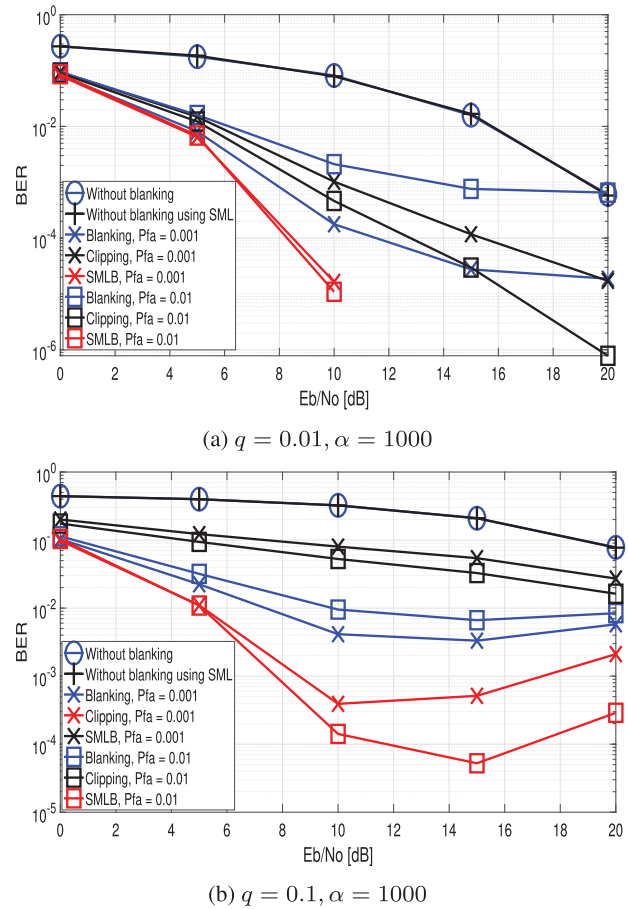 10^0
10^-2
10^-4
10^-6
BER
Without blanking
Without blanking using SML
Blanking, Pfa = 0.001
Clipping, Pfa = 0.001
SMLB, Pfa = 0.001
Blanking, Pfa = 0.01
Clipping, Pfa = 0.01
SMLB, Pfa = 0.01
0 2 4 6 8 10 12 14 16 18 20
Eb/No [dB]
(a) q = 0.01, α = 1000
10^0
10^-1
10^-2
10^-3
10^-4
10^-5
BER
Without blanking
Without blanking using SML
Blanking, Pfa = 0.001
Clipping, Pfa = 0.001
SMLB, Pfa = 0.001
Blanking, Pfa = 0.01
Clipping, Pfa = 0.01
SMLB, Pfa = 0.01
0 2 4 6 8 10 12 14 16 18 20
Eb/No [dB]
(b) q = 0.1, α = 1000